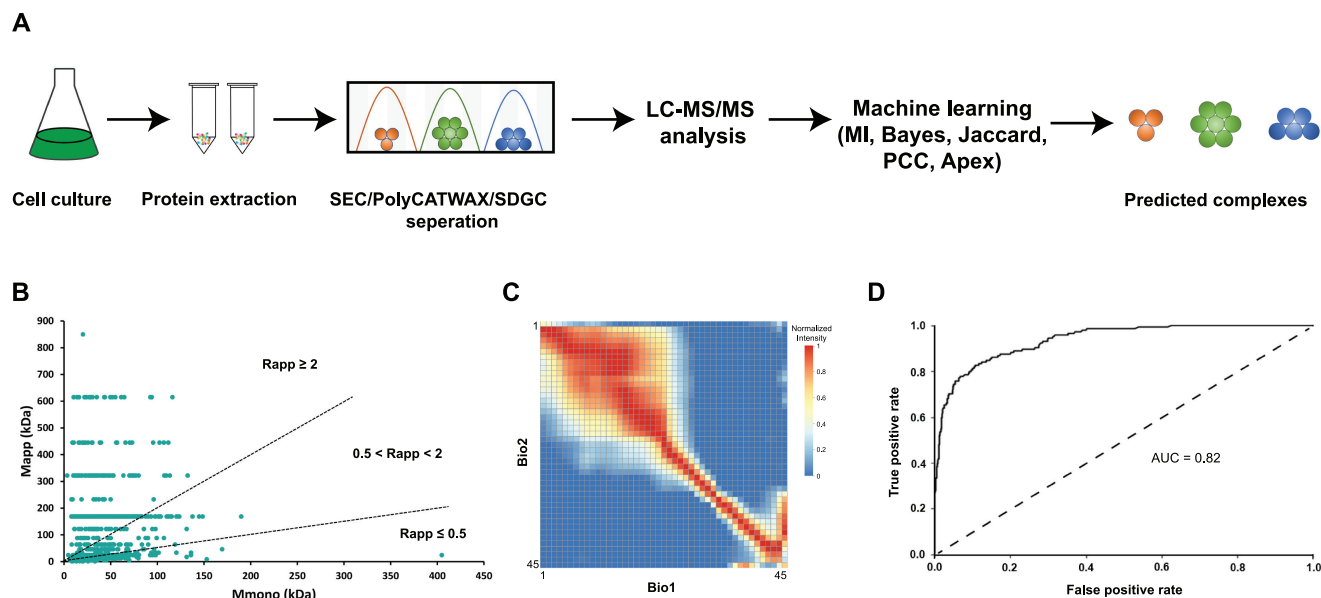 A
Cell culture
Protein extraction
SEC/PolyCATWAX/SDGC
seperation
LC-MS/MS
analysis
Machine learning
(MI, Bayes, Jaccard,
PCC, Apex)
Predicted complexes
B
Mapp (kDa)
900
800
700
600
500
400
300
200
100
0
0 50 100 150 200 250 300 350 400 450
Mmono (kDa)
Rapp ≥ 2
0.5 < Rapp < 2
Rapp ≤ 0.5
C
1
45
Bio2
1 45
Bio1
Normalized
Intensity
1
0.8
0.6
0.4
0.2
0
D
True positive rate
1.0
0.8
0.6
0.4
0.2
0.0
0.0 0.2 0.4 0.6 0.8 1.0
False positive rate
AUC = 0.82